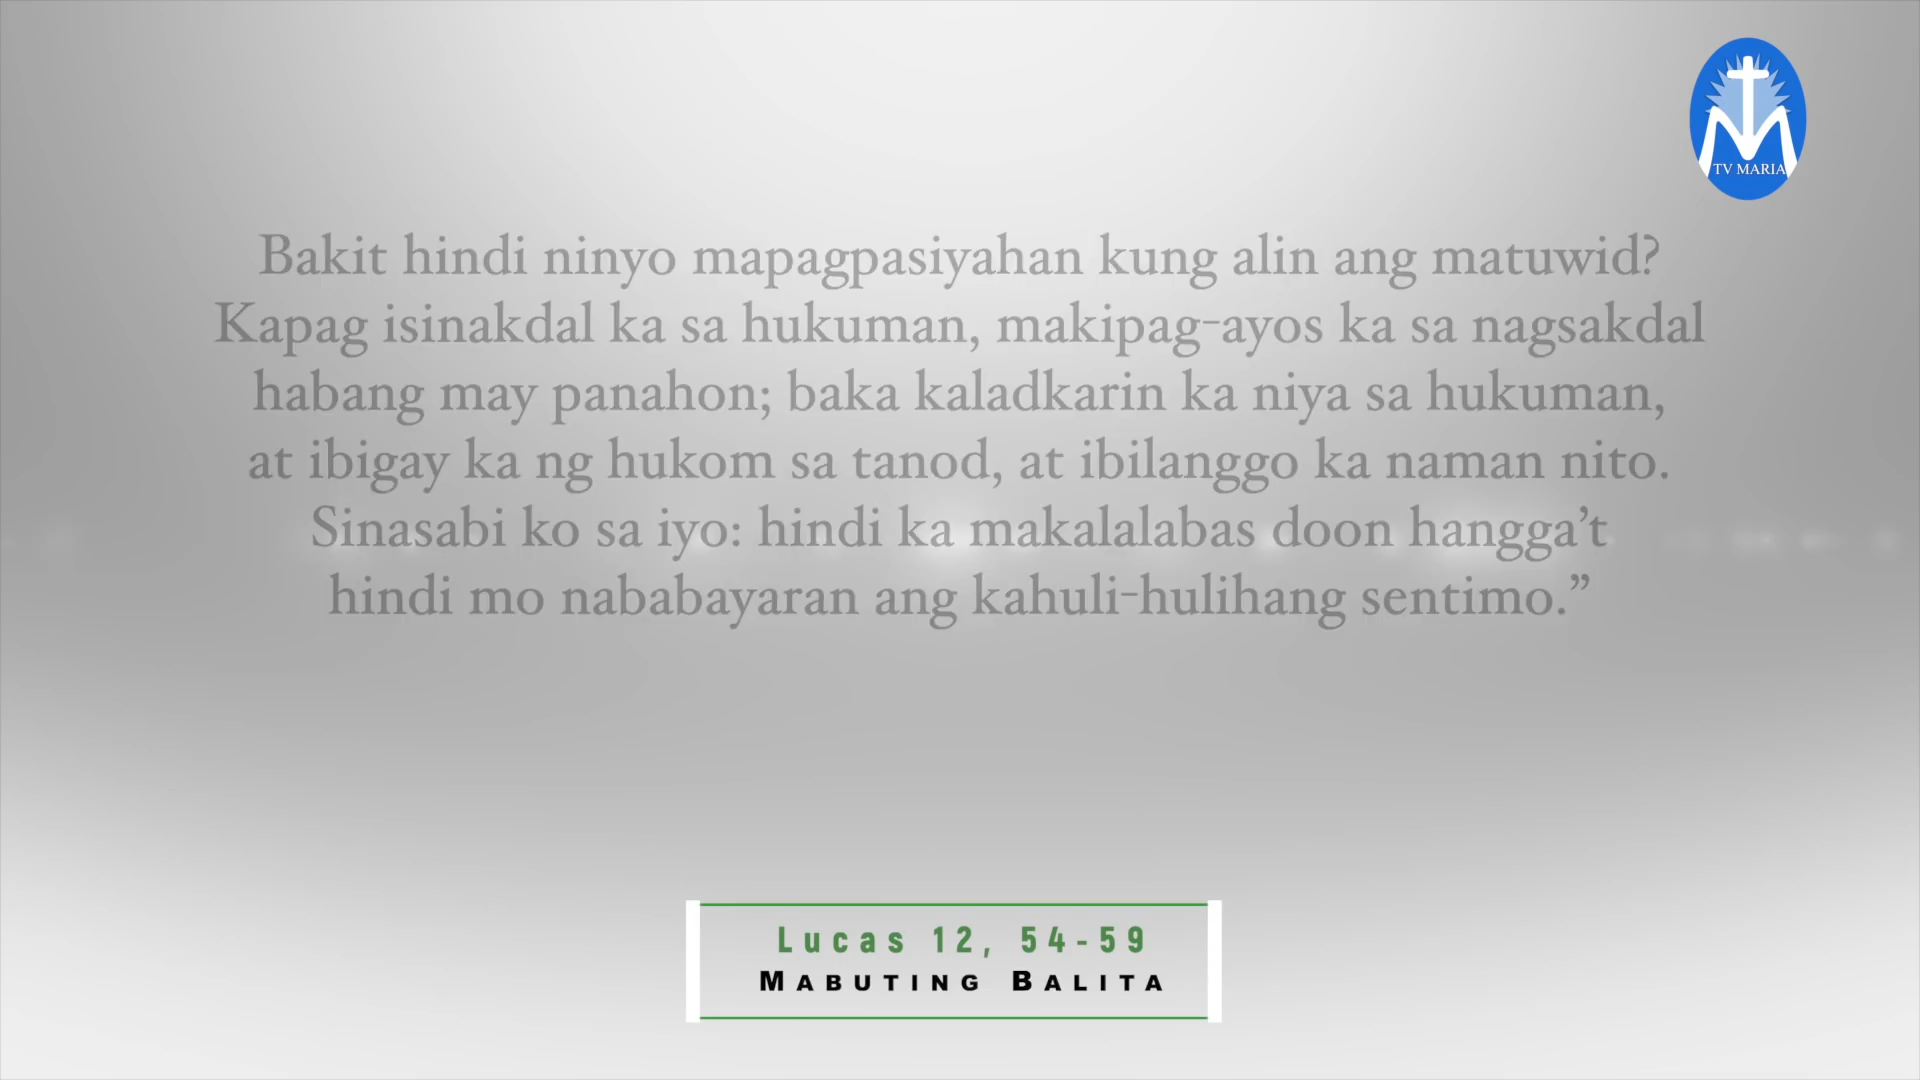 TV MARIA
Bakit hindi ninyo mapagpasiyahan kung alin ang matuwid?
Kapag isinakdal ka sa hukuman, makipag-ayos ka sa nagsakdal
habang may panahon; baka kaladkarin ka niya sa hukuman,
at ibigay ka ng hukom sa tanod, at ibilanggo ka naman nito.
Sinasabi ko sa iyo: hindi ka makalalabas doon hangga’t
hindi mo nababayaran ang kahuli-hulihang sentimo.”
Lucas 12, 54-59
MABUTING BALITA